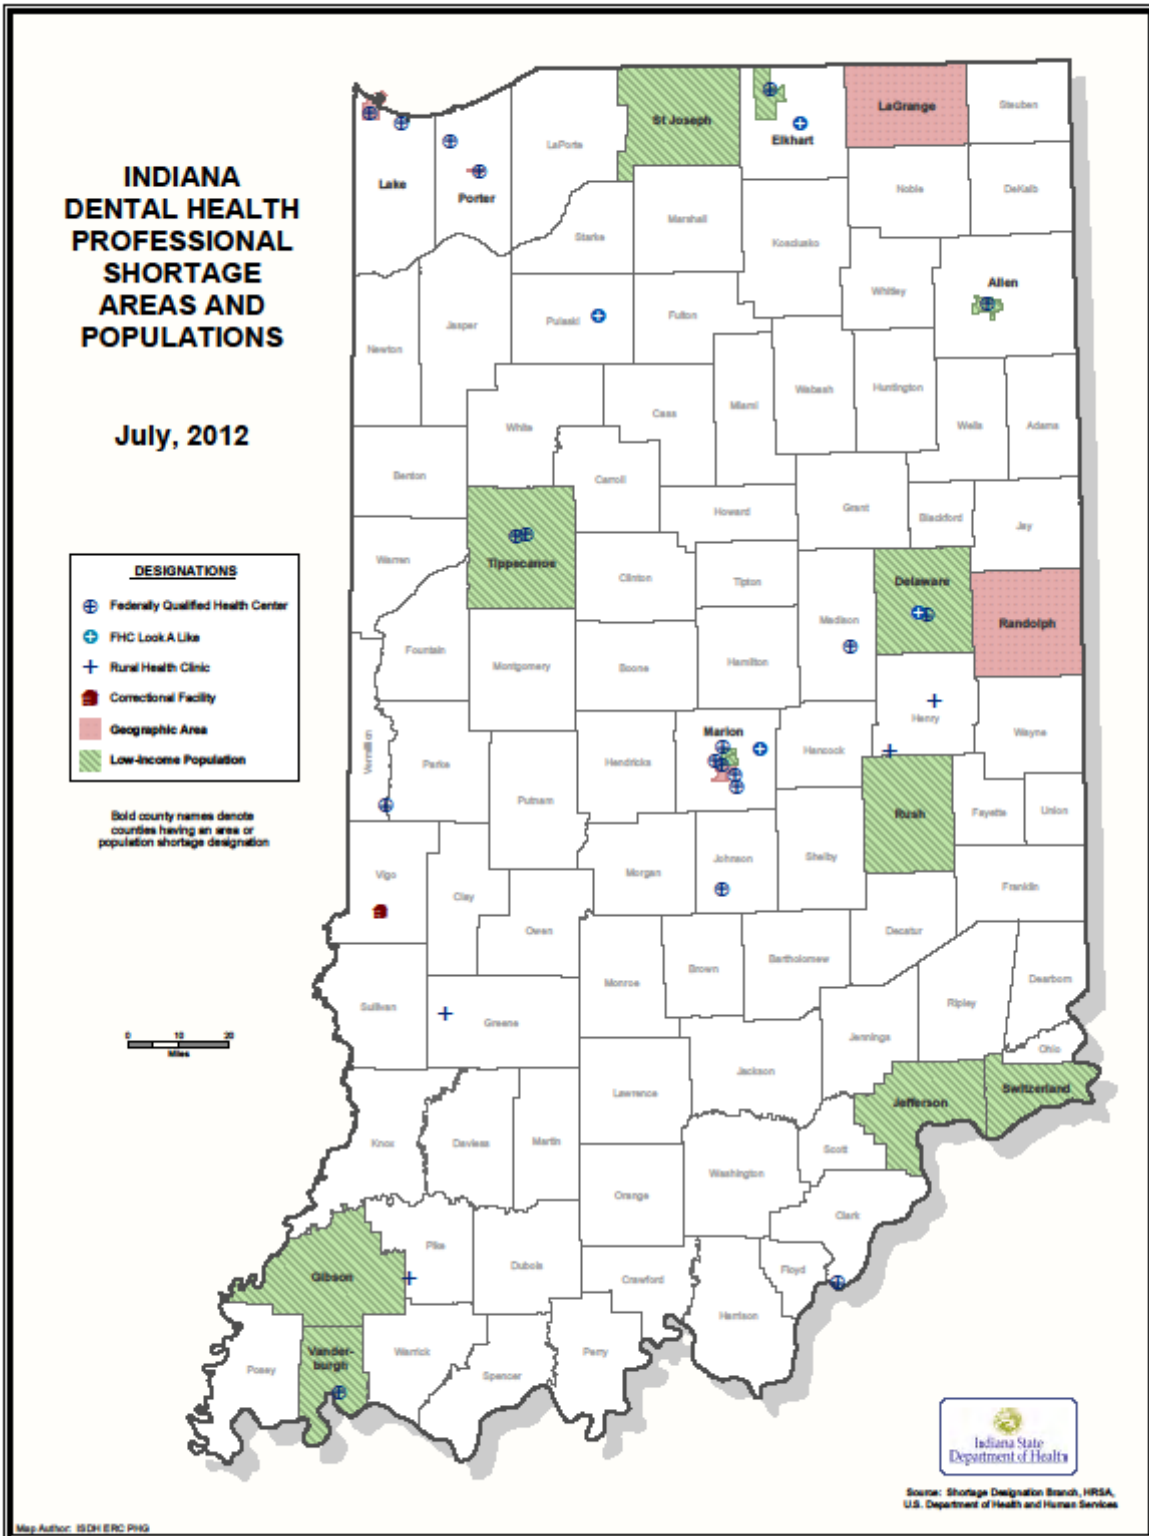 INDIANA
DENTAL HEALTH
PROFESSIONAL
SHORTAGE
AREAS AND
POPULATIONS
July, 2012
DESIGNATIONS
Federally Qualified Health Center
FHC Look A Like
Rural Health Clinic
Correctional Facility
Geographic Area
Low-Income Population
Bold county names denote
counties having an area or
population shortage designation
0 10 20
Miles
St Joseph
Elkhart
LaGrange
Steuben
LaPorte
Lake
Porter
Noble
DeKalb
Marshall
Starke
Kosciusko
Allen
Whitley
Pulaski
Fulton
Jasper
Newton
Wabash
Huntington
Miami
Cass
White
Wells
Adams
Benton
Carroll
Howard
Grant
Blackford
Jay
Warren
Tippecanoe
Clinton
Tipton
Delaware
Madison
Randolph
Fountain
Montgomery
Boone
Hamilton
Henry
Marion
Wayne
Vermillion
Parke
Hendricks
Hancock
Putnam
Rush
Fayette
Union
Johnson
Shelby
Morgan
Vigo
Clay
Franklin
Owen
Decatur
Monroe
Brown
Bartholomew
Dearborn
Sullivan
Greene
Ripley
Jennings
Ohio
Jackson
Lawrence
Jefferson
Switzerland
Knox
Daviess
Martin
Scott
Washington
Orange
Clark
Pike
Dubois
Gibson
Crawford
Floyd
Harrison
Vander-
burgh
Warrick
Perry
Posey
Spencer
Indiana State
Department of Health
Source: Shortage Designation Branch, HRSA,
U.S. Department of Health and Human Services
Map Author: ISDH ERC PHG